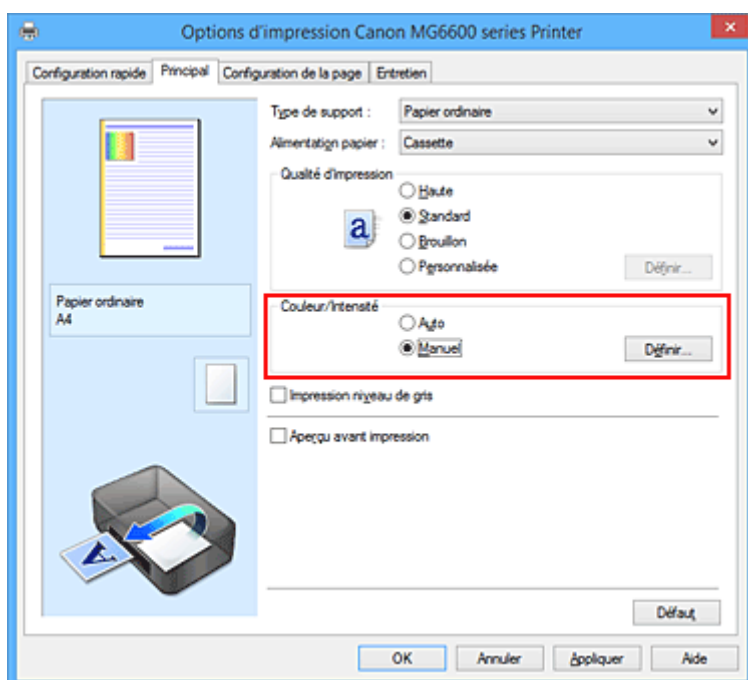 Options d'impression Canon MG6600 series Printer
Configuration rapide Principal Configuration de la page Entretien
Type de support : Papier ordinaire
Alimentation papier : Cassette
Qualité d'impression
Haute
a Standard
Brouillon
Personnalisée Définir...
Papier ordinaire
A4
Couleur/Intensité
Auto
Manuel Définir...
Impression niveau de gris
Aperçu avant impression
A
Défaut
OK Annuler Appliquer Aide